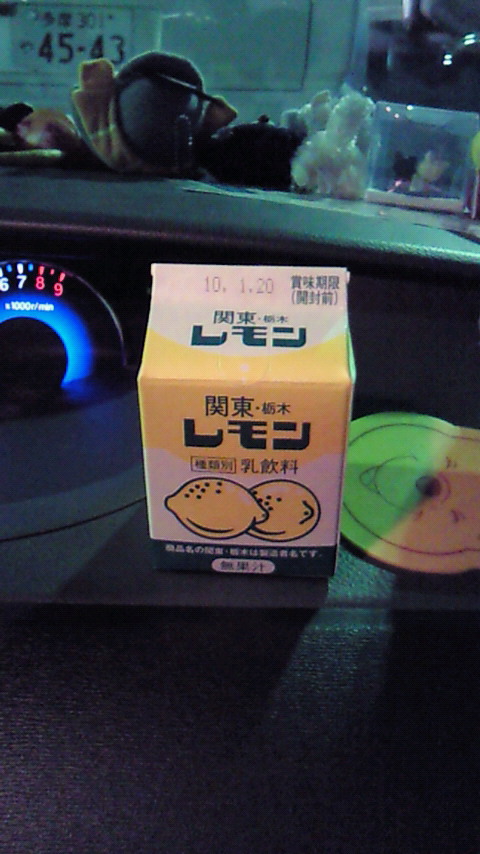 多摩 301
や 45-43
6 7 8 9
x1000r/min
10. 1.20
賞味期限
(開封前)
関東・栃木
レモン
関東・栃木
レモン
種類別 乳飲料
商品名の関東・栃木は製造者名です。
無果汁